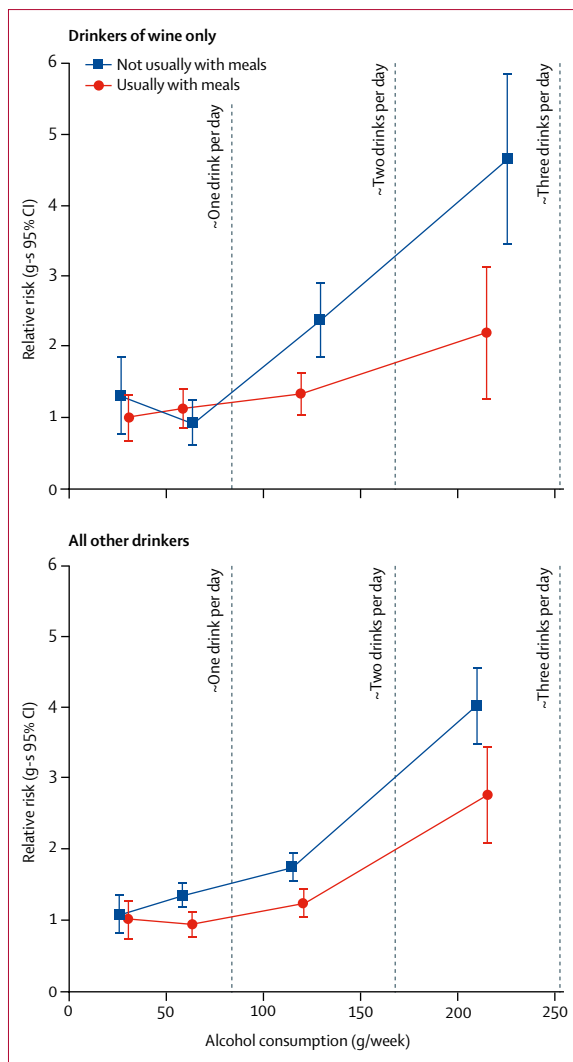 Drinkers of wine only
6
Not usually with meals
Usually with meals
5
4
3
2
1
0
Relative risk (g-s 95% CI)
~One drink per day
~Two drinks per day
~Three drinks per day
All other drinkers
6
5
4
3
2
1
0
Relative risk (g-s 95% CI)
~One drink per day
~Two drinks per day
~Three drinks per day
0 50 100 150 200 250
Alcohol consumption (g/week)